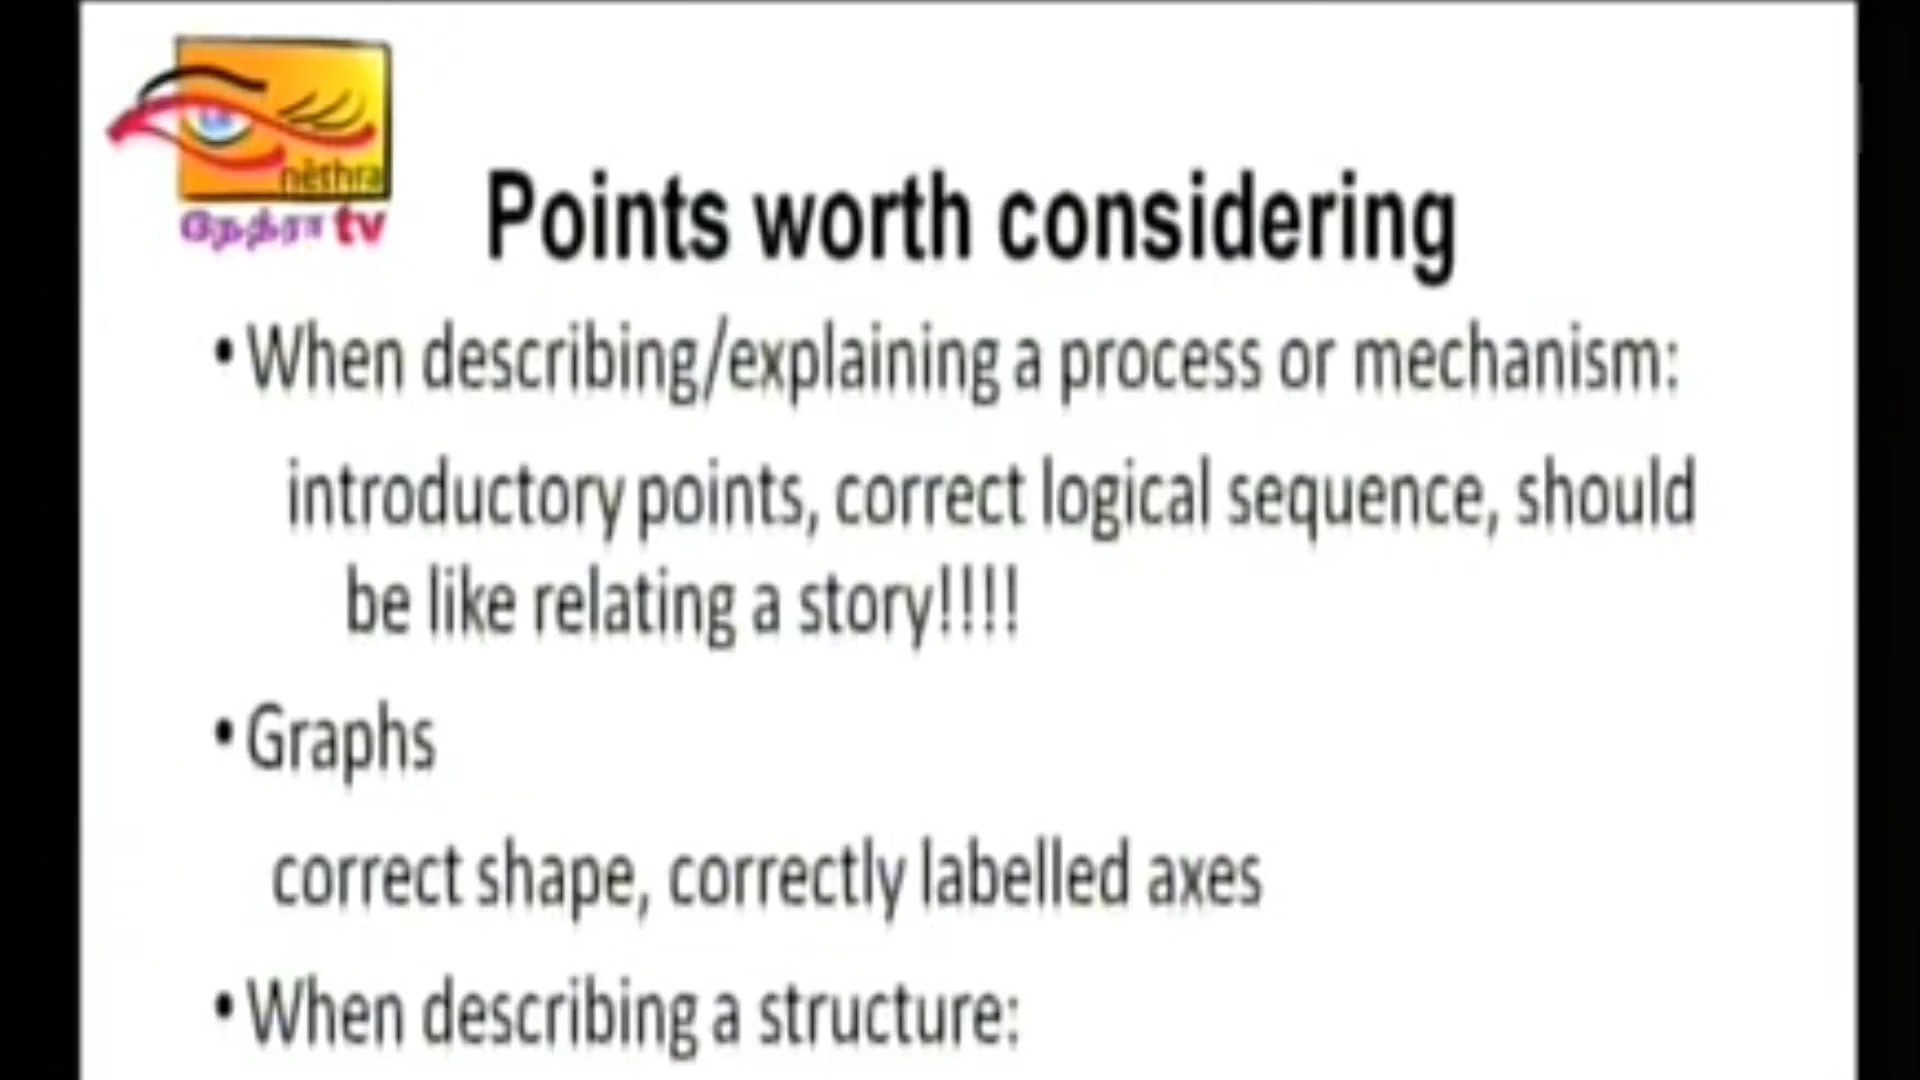 nethra
நேத்ரா tv
Points worth considering
• When describing/explaining a process or mechanism:
introductory points, correct logical sequence, should
be like relating a story!!!!
• Graphs
correct shape, correctly labelled axes
• When describing a structure: